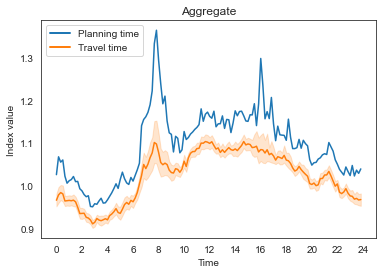 Aggregate
Planning time
Travel time
Index value
1.3
1.2
1.1
1.0
0.9
0 2 4 6 8 10 12 14 16 18 20 22 24
Time